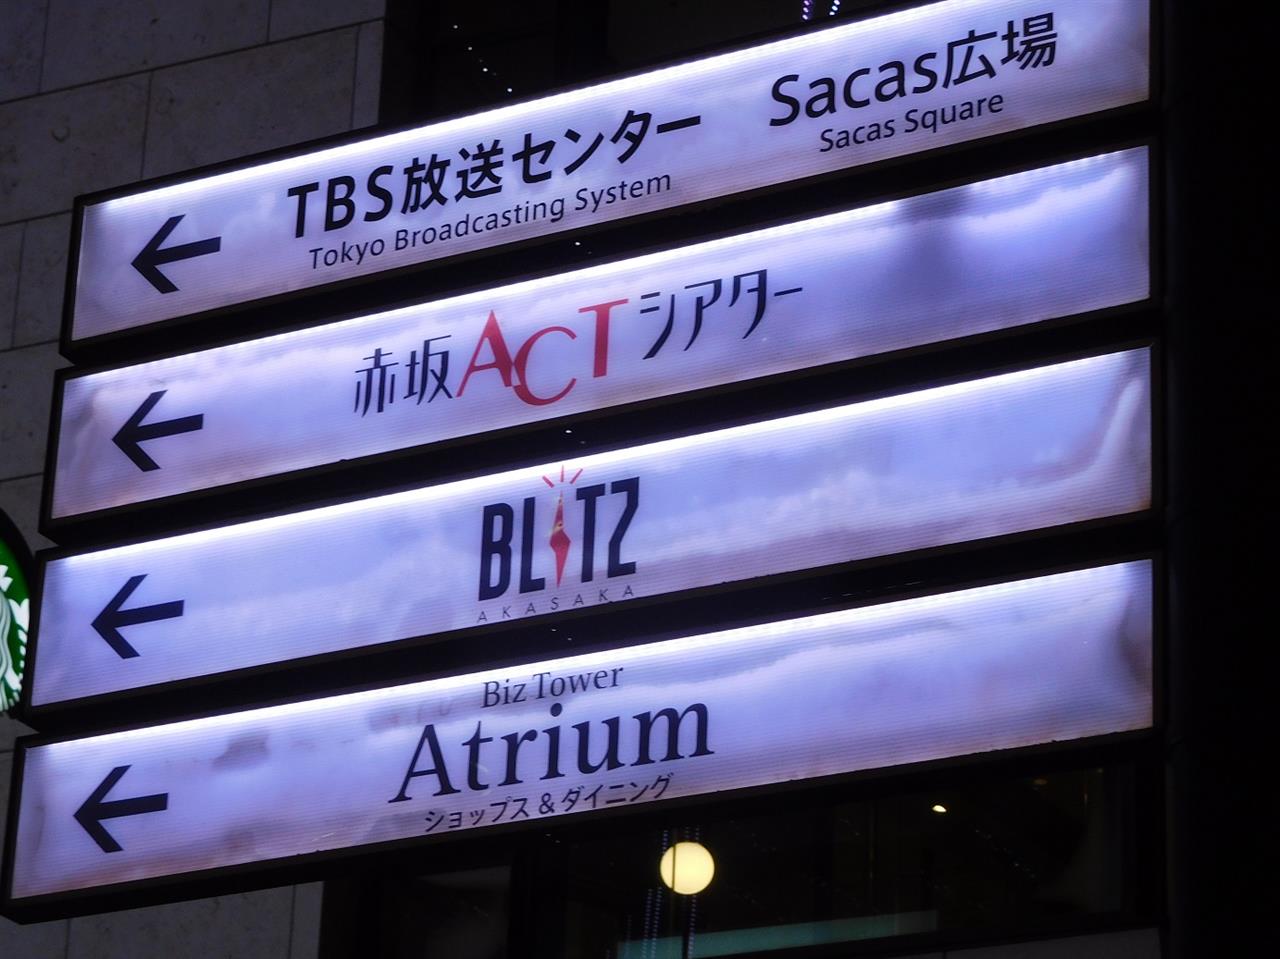 TBS放送センター Sacas広場
Tokyo Broadcasting System Sacas Square
赤坂ACTシアター
BLiTZ
AKASAKA
Biz Tower
Atrium
ショップス & ダイニング